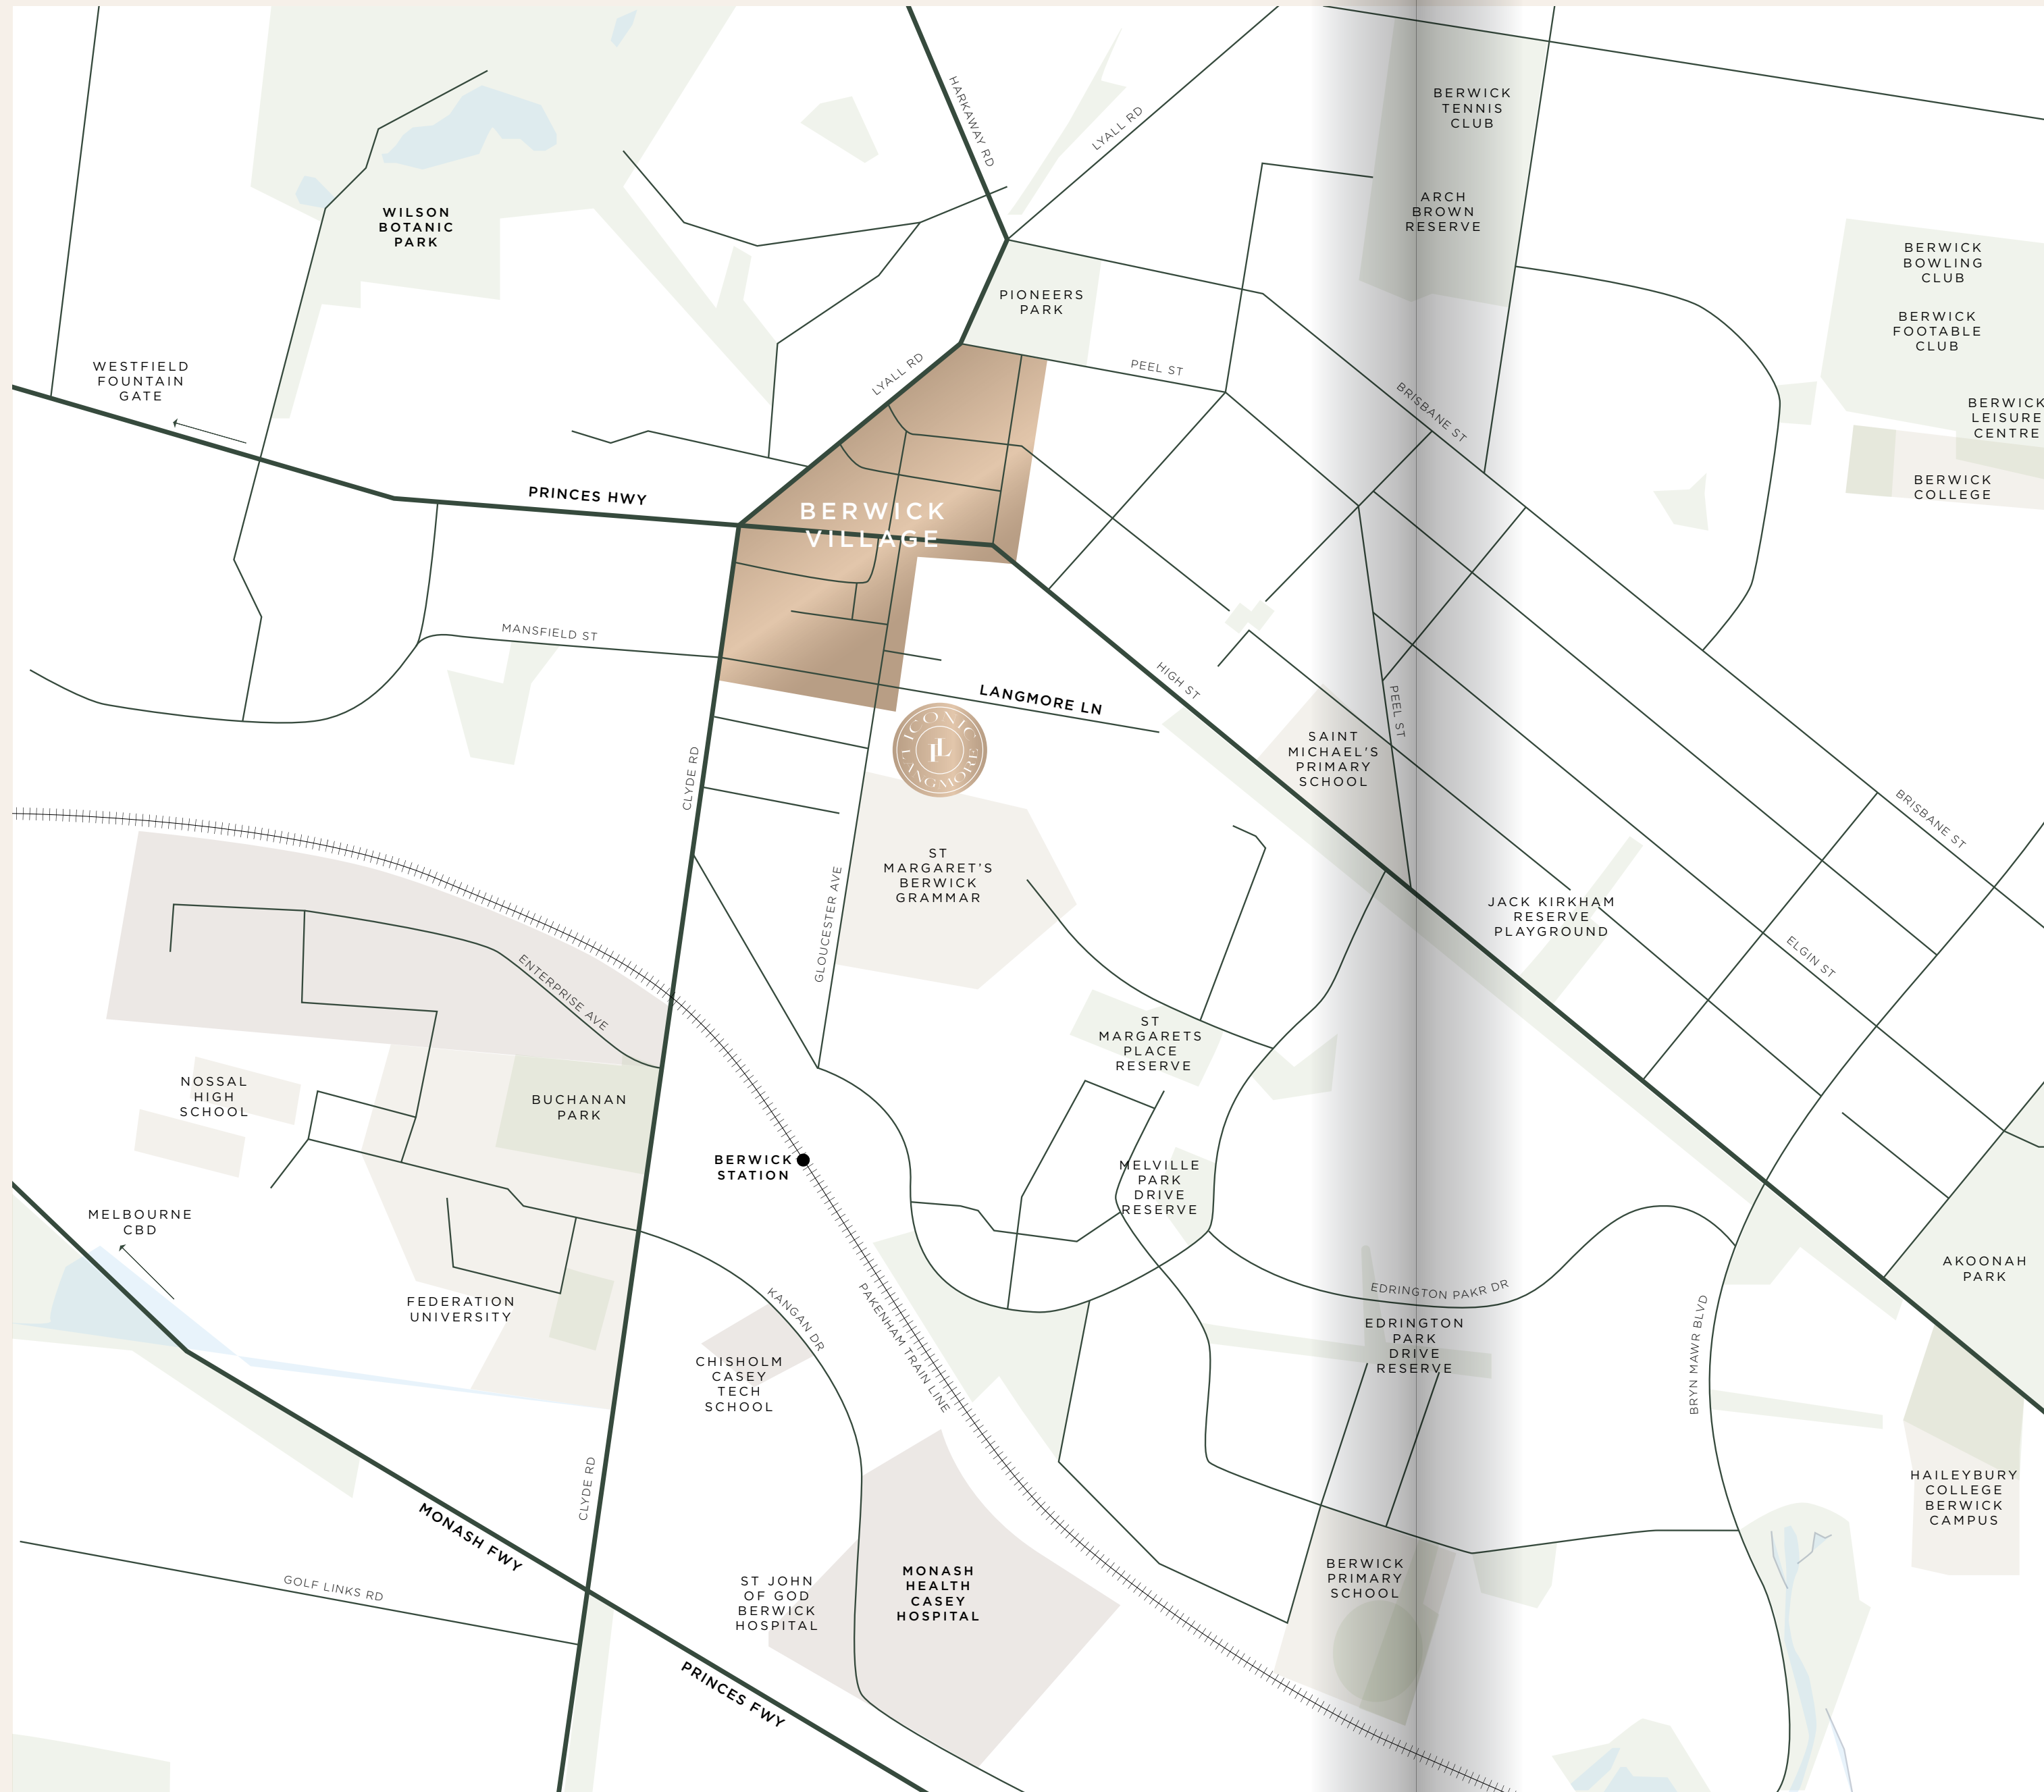 HARKAWAY RD
LYALL RD
BERWICK
TENNIS
CLUB
WILSON
BOTANIC
PARK
ARCH
BROWN
RESERVE
BERWICK
BOWLING
CLUB
PIONEERS
PARK
BERWICK
FOOTABLE
CLUB
WESTFIELD
FOUNTAIN
GATE
LYALL RD
PEEL ST
BRISBANE ST
BERWICK
LEISURE
CENTRE
BERWICK
COLLEGE
PRINCES HWY
BERWICK
VILLAGE
MANSFIELD ST
LANGMORE LN
HIGH ST
PEEL ST
ICONIC
IL
LANGMORE
SAINT
MICHAEL'S
PRIMARY
SCHOOL
CLYDE RD
BRISBANE ST
ST
MARGARET'S
BERWICK
GRAMMAR
GLOUCESTER AVE
JACK KIRKHAM
RESERVE
PLAYGROUND
ELGIN ST
ENTERPRISE AVE
ST
MARGARETS
PLACE
RESERVE
NOSSAL
HIGH
SCHOOL
BUCHANAN
PARK
BERWICK
STATION
MELVILLE
PARK
DRIVE
RESERVE
MELBOURNE
CBD
AKOONAH
PARK
FEDERATION
UNIVERSITY
KANGAN DR
PAKENHAM TRAIN LINE
EDRINGTON PAKR DR
EDRINGTON
PARK
DRIVE
RESERVE
BRYN MAWR BLVD
CHISHOLM
CASEY
TECH
SCHOOL
CLYDE RD
HAILEYBURY
COLLEGE
BERWICK
CAMPUS
MONASH FWY
GOLF LINKS RD
ST JOHN
OF GOD
BERWICK
HOSPITAL
MONASH
HEALTH
CASEY
HOSPITAL
BERWICK
PRIMARY
SCHOOL
PRINCES FWY